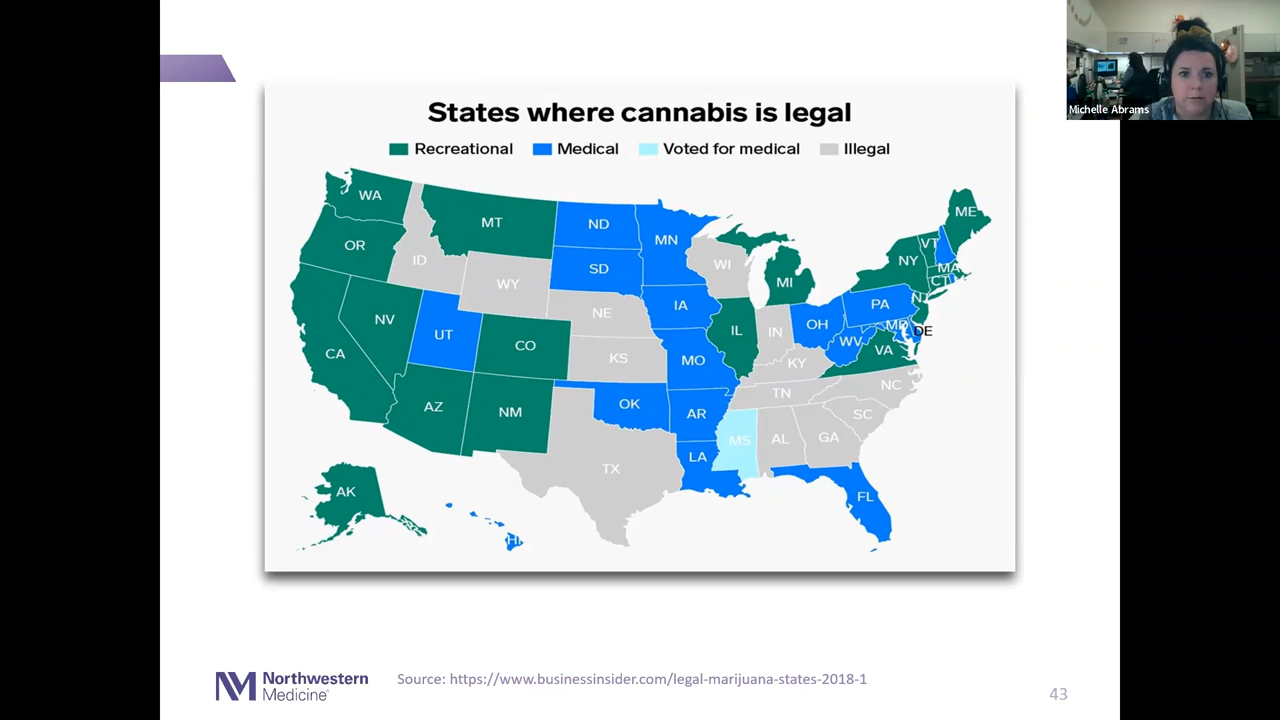 Michelle Abrams
States where cannabis is legal
Recreational Medical Voted for medical Illegal
WA
MT
ND
MN
ME
OR
ID
WY
SD
WI
MI
VT
NY
MA
CT
NV
UT
CO
NE
IA
IL
IN
OH
PA
NJ
MD
DE
CA
KS
MO
KY
WV
VA
AZ
NM
OK
AR
TN
NC
SC
TX
LA
MS
AL
GA
FL
AK
HI
Northwestern
Medicine
Source: https://www.businessinsider.com/legal-marijuana-states-2018-1
43